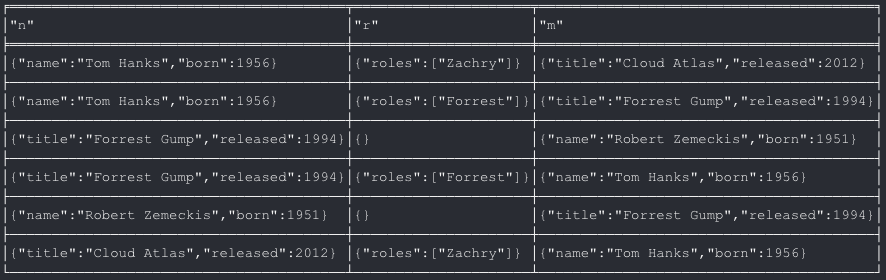 "n" "r" "m"
{"name":"Tom Hanks","born":1956} {"roles":["Zachry"]} {"title":"Cloud Atlas","released":2012}
{"name":"Tom Hanks","born":1956} {"roles":["Forrest"]} {"title":"Forrest Gump","released":1994}
{"title":"Forrest Gump","released":1994} {} {"name":"Robert Zemeckis","born":1951}
{"title":"Forrest Gump","released":1994} {"roles":["Forrest"]} {"name":"Tom Hanks","born":1956}
{"name":"Robert Zemeckis","born":1951} {} {"title":"Forrest Gump","released":1994}
{"title":"Cloud Atlas","released":2012} {"roles":["Zachry"]} {"name":"Tom Hanks","born":1956}